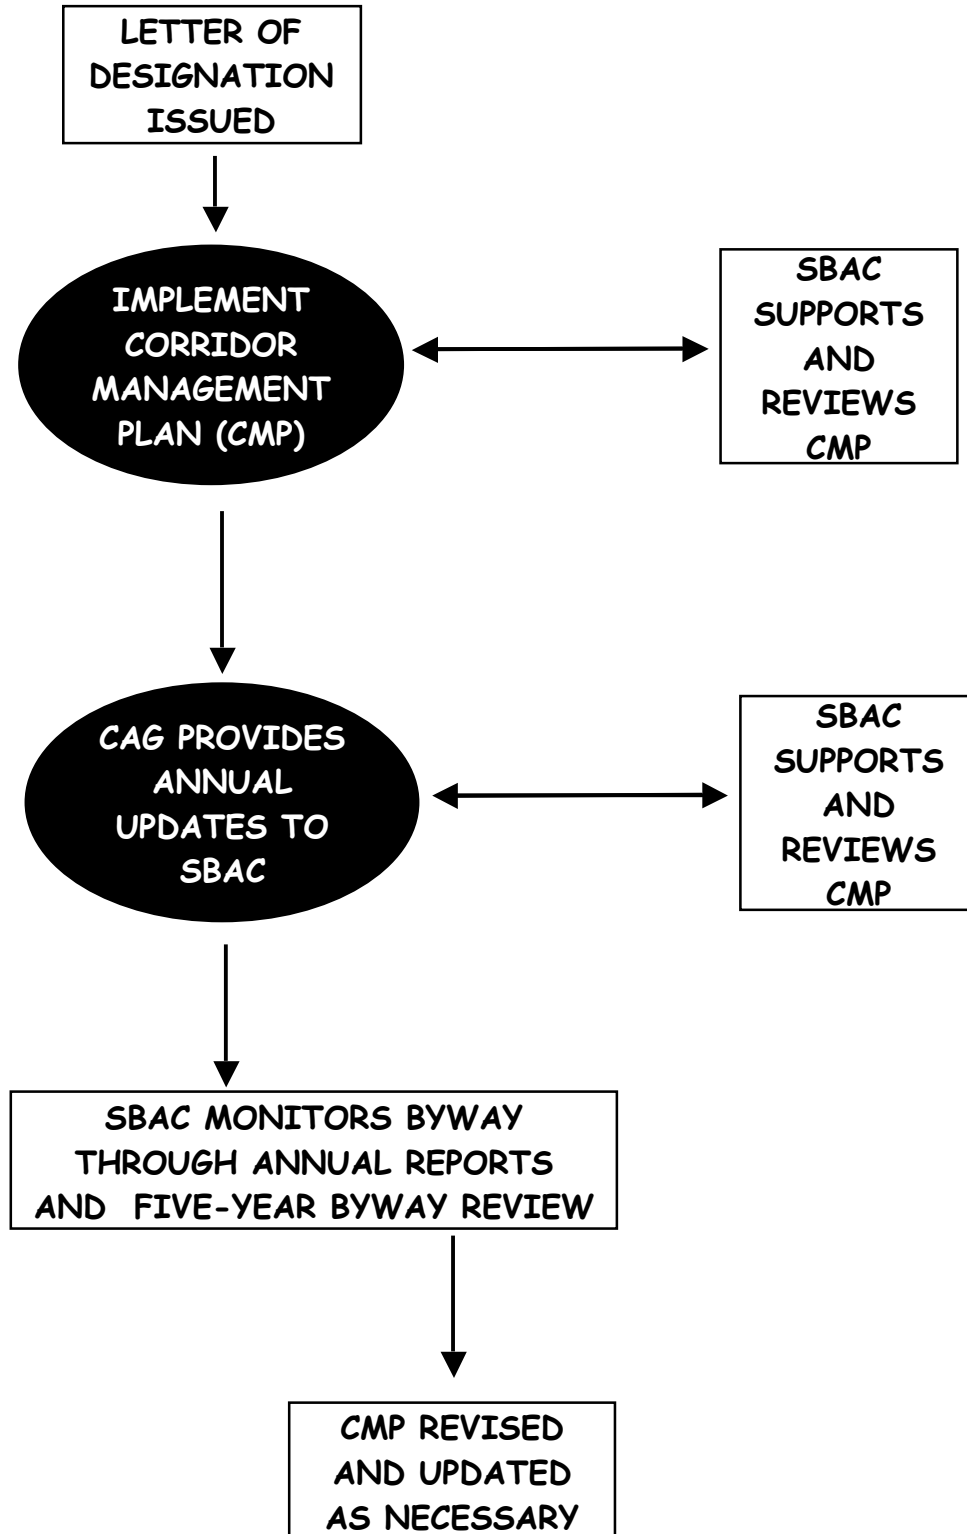 LETTER OF
DESIGNATION
ISSUED
IMPLEMENT
CORRIDOR
MANAGEMENT
PLAN (CMP)
SBAC
SUPPORTS
AND
REVIEWS
CMP
CAG PROVIDES
ANNUAL
UPDATES TO
SBAC
SBAC
SUPPORTS
AND
REVIEWS
CMP
SBAC MONITORS BYWAY
THROUGH ANNUAL REPORTS
AND FIVE-YEAR BYWAY REVIEW
CMP REVISED
AND UPDATED
AS NECESSARY